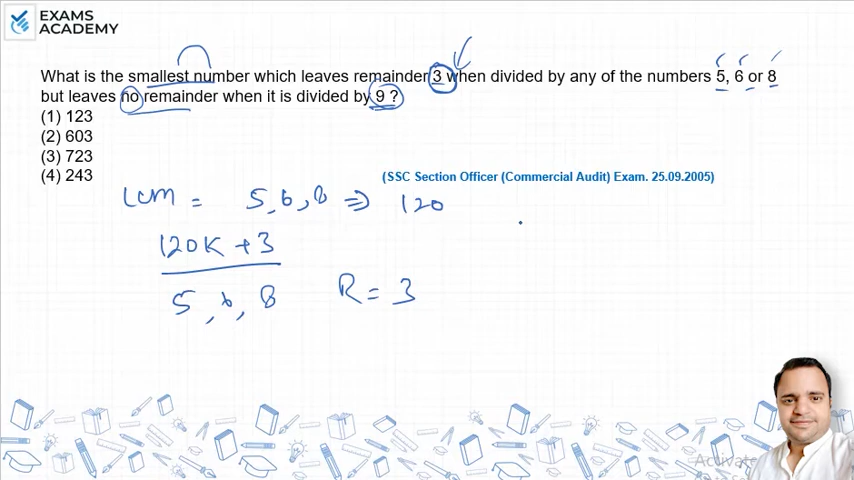 EXAMS
ACADEMY
What is the smallest number which leaves remainder 3 when divided by any of the numbers 5, 6 or 8
but leaves no remainder when it is divided by 9 ?
(1) 123
(2) 603
(3) 723
(4) 243
(SSC Section Officer (Commercial Audit) Exam. 25.09.2005)
LCM = 5, 6, 8 ⇒ 120
120K + 3
5, 6, 8 R = 3
Activate